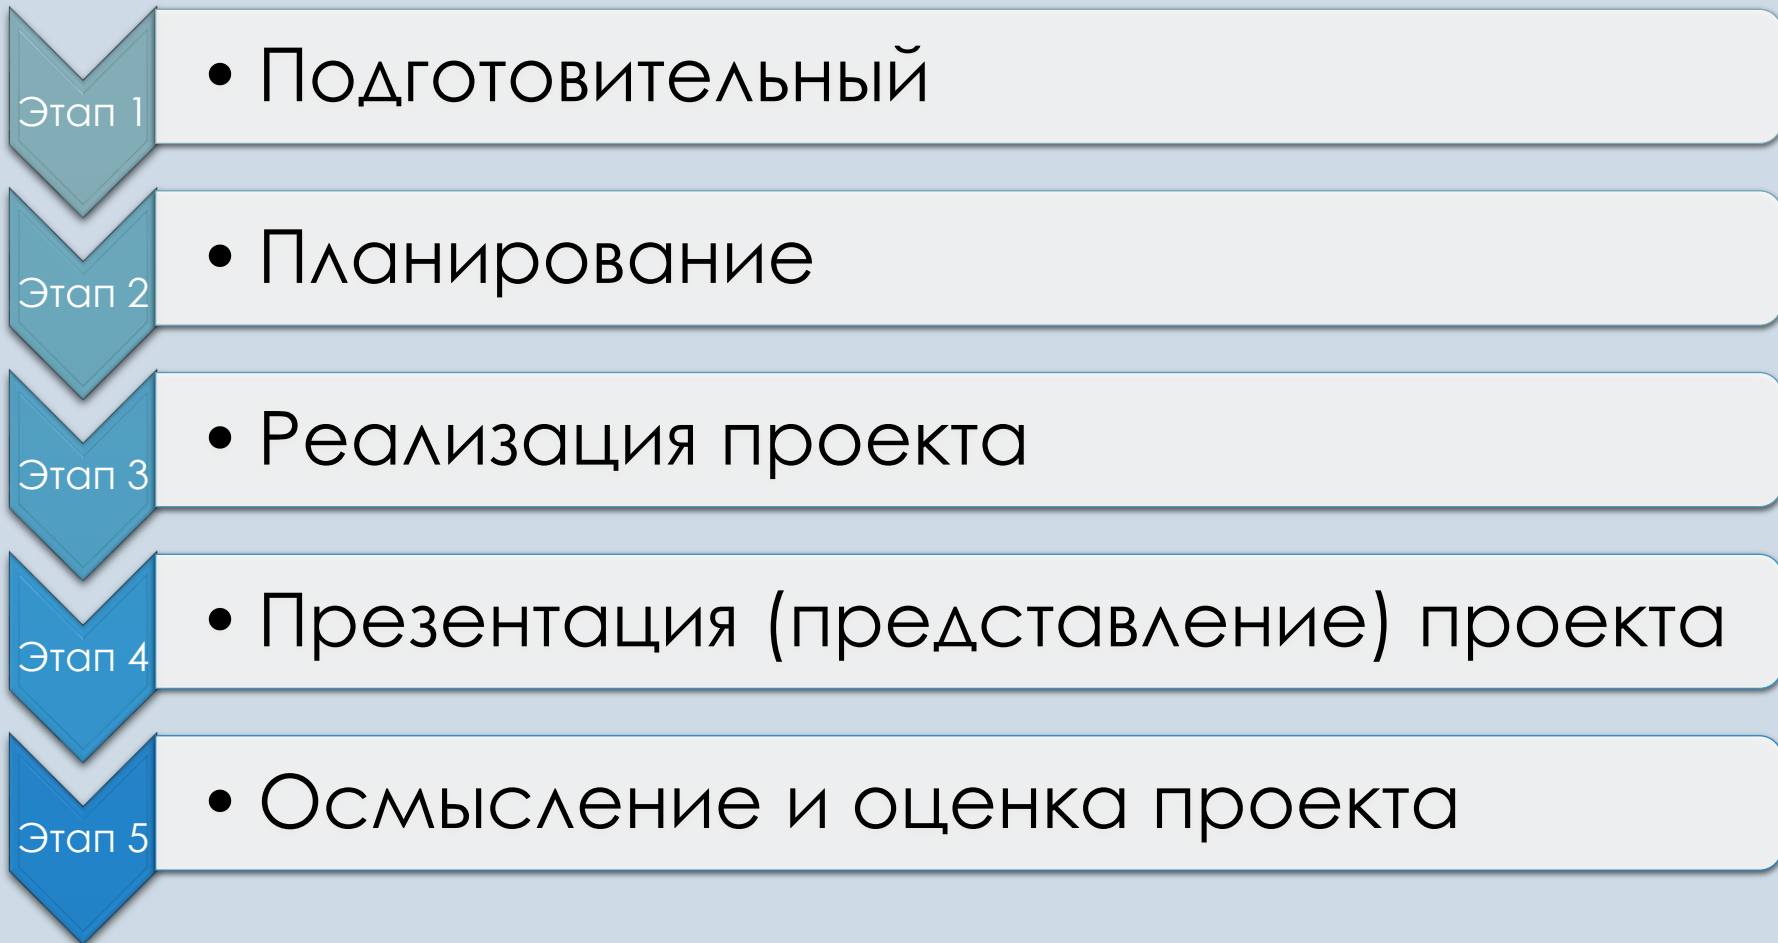 Этап 1
• Подготовительный
Этап 2
• Планирование
Этап 3
• Реализация проекта
Этап 4
• Презентация (представление) проекта
Этап 5
• Осмысление и оценка проекта